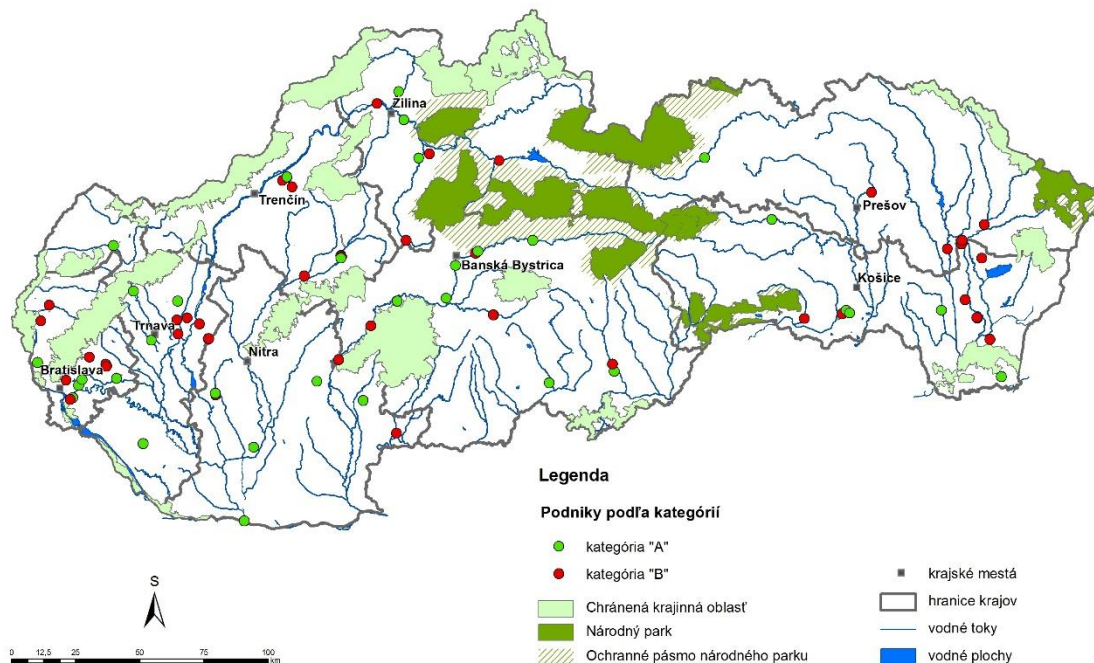 Žilina
Trenčín
Prešov
Banská Bystrica
Košice
Trnava
Nitra
Bratislava
Legenda
Podniky podľa kategórií
kategória "A"
kategória "B"
Chránená krajinná oblasť
Národný park
Ochranné pásmo národného parku
krajské mestá
hranice krajov
vodné toky
vodné plochy
S
0 12,5 25 50 75 100
km